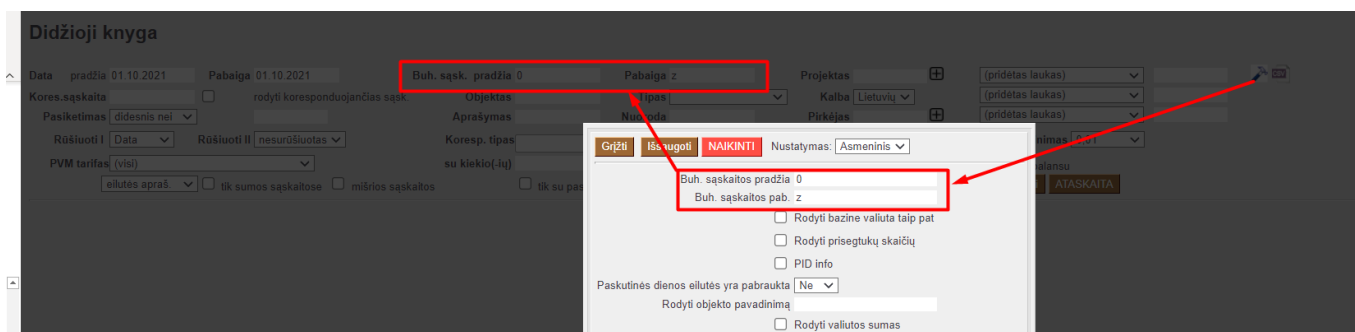 Didžioji knyga
Data pradžia 01.10.2021 Pabaiga 01.10.2021 Buh. sąsk. pradžia 0 Pabaiga z Projektas (pridėtas laukas)
Kores.sąskaita rodyti koresponduojančias sąsk. Objektas Tipas Kalba Lietuvių (pridėtas laukas)
Pasikeitimas didesnis nei Aprašymas Nuoroda Pirkėjas (pridėtas laukas)
Rūšiuoti I Data Rūšiuoti II nesurūšiuotas Koresp. tipas nimas 0.01
PVM tarifas (visi) su kiekio(-ių) balansu
eilutės apraš. tik sumos sąskaitose mišrios sąskaitos tik su pas ATASKAITA
Grįžti Išsaugoti NAIKINTI Nustatymas: Asmeninis
Buh. sąskaitos pradžia 0
Buh. sąskaitos pab. z
Rodyti bazine valiuta taip pat
Rodyti prisegtukų skaičių
PID info
Paskutinės dienos eilutės yra pabraukta Ne
Rodyti objekto pavadinimą
Rodyti valiutos sumas